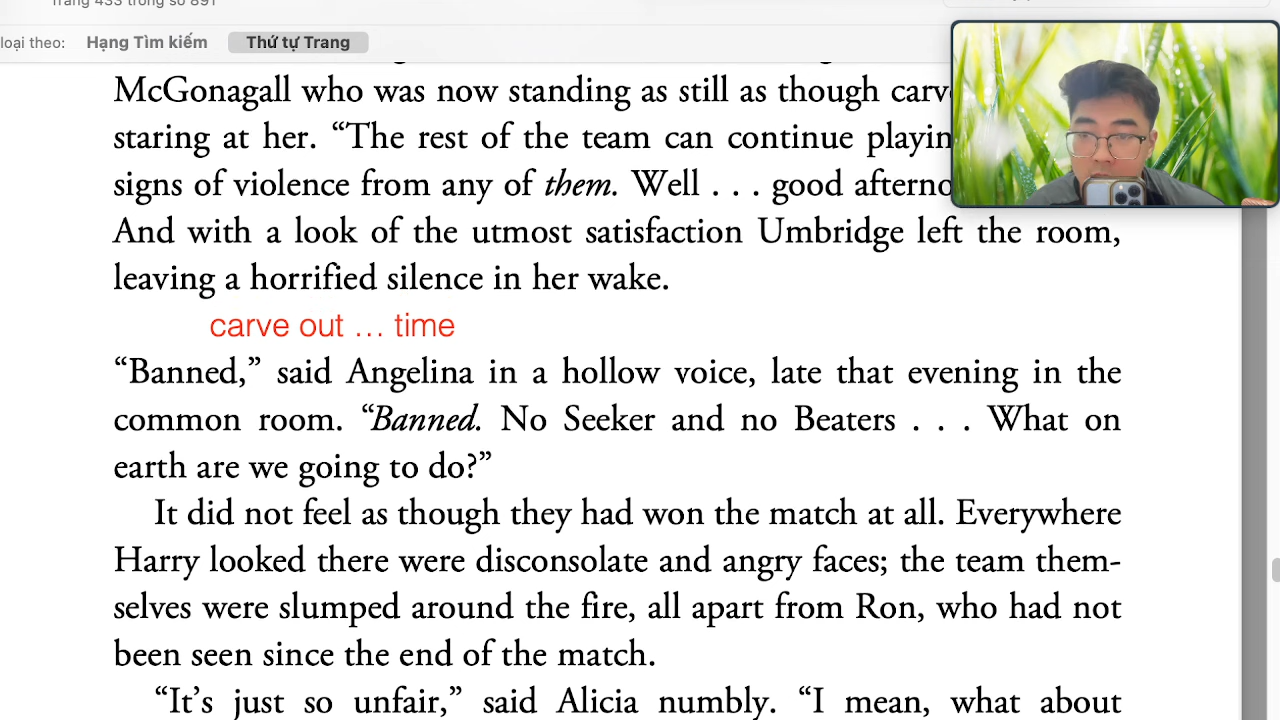 Trang 433 trong số 891
loại theo: Hạng Tìm kiếm Thứ tự Trang
McGonagall who was now standing as still as though
staring at her. “The rest of the team can continue
signs of violence from any of them. Well . . . good
And with a look of the utmost satisfaction Umbridge left the room,
leaving a horrified silence in her wake.
carve out ... time
“Banned,” said Angelina in a hollow voice, late that evening in the
common room. “Banned. No Seeker and no Beaters . . . What on
earth are we going to do?”
It did not feel as though they had won the match at all. Everywhere
Harry looked there were disconsolate and angry faces; the team them-
selves were slumped around the fire, all apart from Ron, who had not
been seen since the end of the match.
“It’s just so unfair,” said Alicia numbly. “I mean, what about